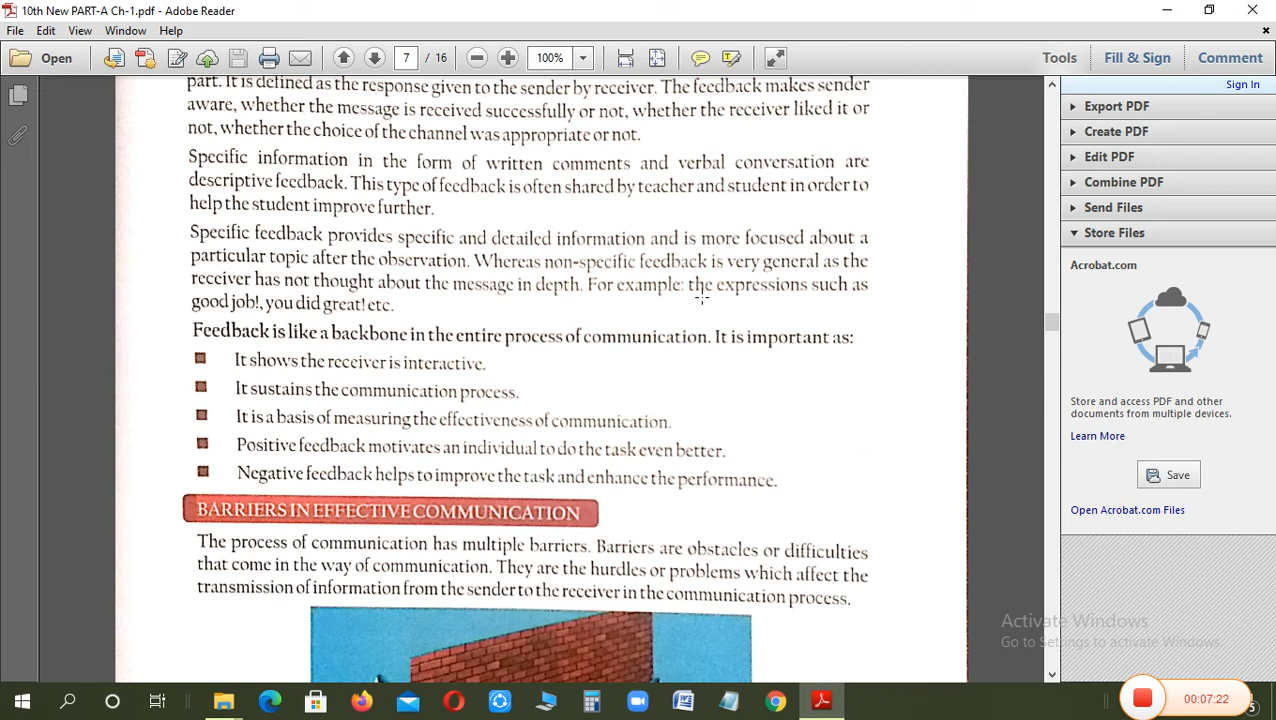 10th New PART-A Ch-1.pdf - Adobe Reader
File Edit View Window Help
Open 7 / 16 100% Tools Fill & Sign Comment
part. It is defined as the response given to the sender by receiver. The feedback makes sender
aware, whether the message is received successfully or not, whether the receiver liked it or
not, whether the choice of the channel was appropriate or not.
Specific information in the form of written comments and verbal conversation are
descriptive feedback. This type of feedback is often shared by teacher and student in order to
help the student improve further.
Specific feedback provides specific and detailed information and is more focused about a
particular topic after the observation. Whereas non-specific feedback is very general as the
receiver has not thought about the message in depth. For example: the expressions such as
good job!, you did great! etc.
Feedback is like a backbone in the entire process of communication. It is important as:
It shows the receiver is interactive.
It sustains the communication process.
It is a basis of measuring the effectiveness of communication.
Positive feedback motivates an individual to do the task even better.
Negative feedback helps to improve the task and enhance the performance.
BARRIERS IN EFFECTIVE COMMUNICATION
The process of communication has multiple barriers. Barriers are obstacles or difficulties
that come in the way of communication. They are the hurdles or problems which affect the
transmission of information from the sender to the receiver in the communication process.
Sign In
Export PDF
Create PDF
Edit PDF
Combine PDF
Send Files
Store Files
Acrobat.com
Store and access PDF and other
documents from multiple devices.
Learn More
Save
Open Acrobat.com Files
Activate Windows
Go to Settings to activate Windows.
00:07:22
5